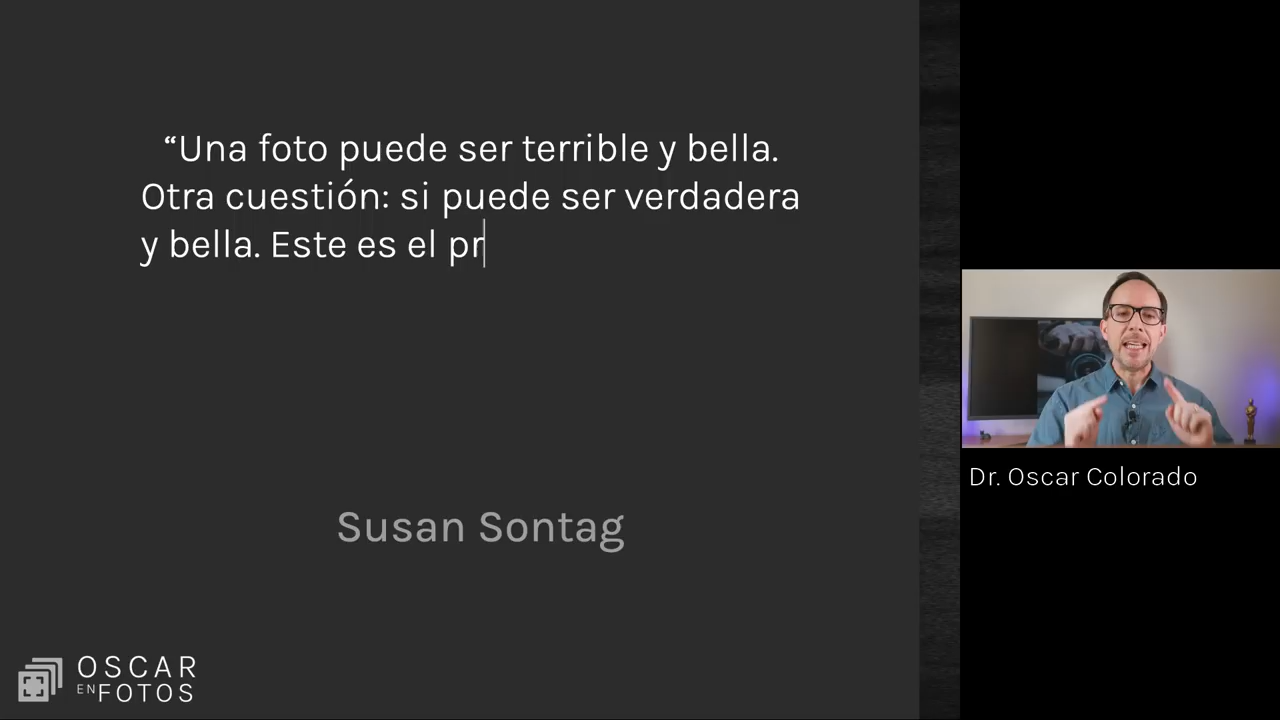 “Una foto puede ser terrible y bella.
Otra cuestión: si puede ser verdadera
y bella. Este es el pr
Susan Sontag
Dr. Oscar Colorado
OSCAR
EN FOTOS